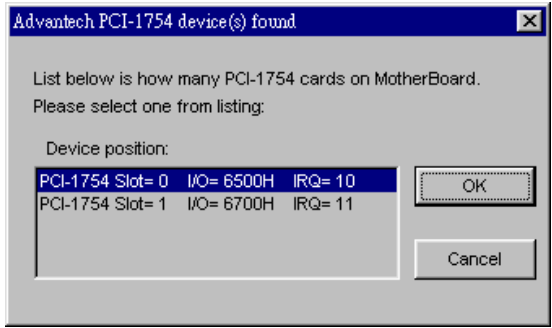 Advantech PCI-1754 device(s) found
List below is how many PCI-1754 cards on MotherBoard.
Please select one from listing:
Device position:
PCI-1754 Slot= 0 I/O= 6500H IRQ= 10
PCI-1754 Slot= 1 I/O= 6700H IRQ= 11
OK
Cancel